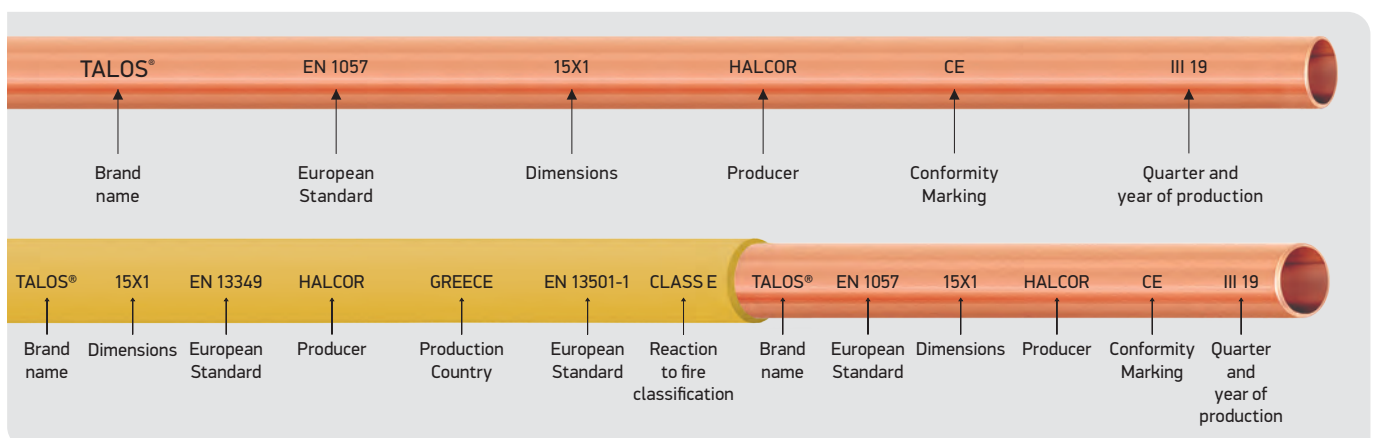 TALOS® EN 1057 15X1 HALCOR CE III 19
Brand name
European Standard
Dimensions
Producer
Conformity Marking
Quarter and year of production
TALOS® 15X1 EN 13349 HALCOR GREECE EN 13501-1 CLASS E TALOS® EN 1057 15X1 HALCOR CE III 19
Brand name
Dimensions
European Standard
Producer
Production Country
European Standard
Reaction to fire classification
Brand name
European Standard
Dimensions
Producer
Conformity Marking
Quarter and year of production